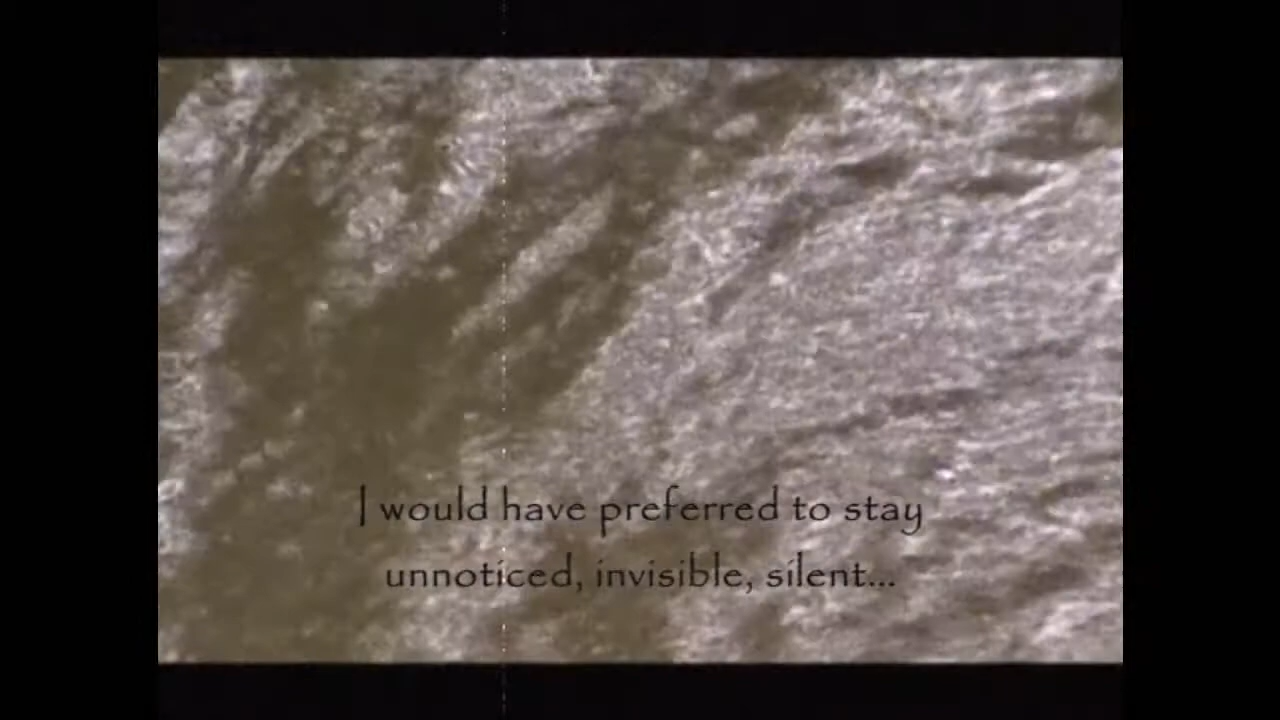 I would have preferred to stay
unnoticed, invisible, silent...